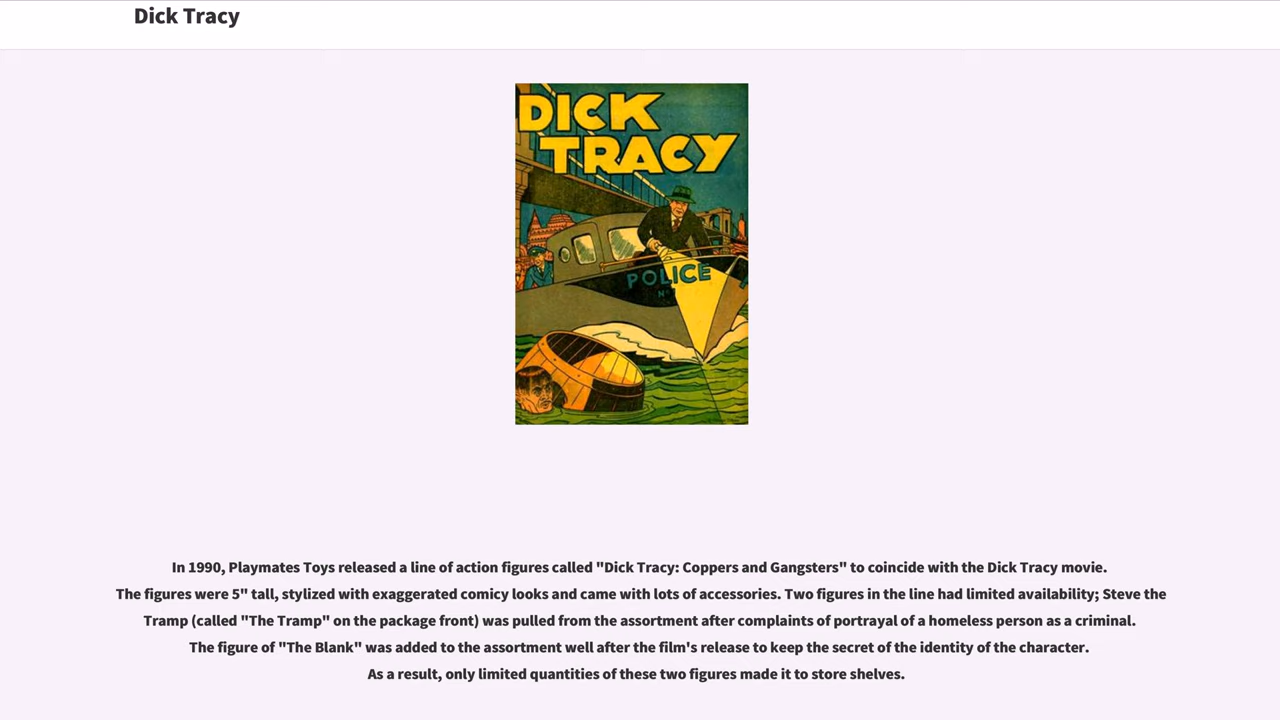 Dick Tracy
DICK
TRACY
POLICE
In 1990, Playmates Toys released a line of action figures called "Dick Tracy: Coppers and Gangsters" to coincide with the Dick Tracy movie.
The figures were 5" tall, stylized with exaggerated comicy looks and came with lots of accessories. Two figures in the line had limited availability; Steve the
Tramp (called "The Tramp" on the package front) was pulled from the assortment after complaints of portrayal of a homeless person as a criminal.
The figure of "The Blank" was added to the assortment well after the film's release to keep the secret of the identity of the character.
As a result, only limited quantities of these two figures made it to store shelves.